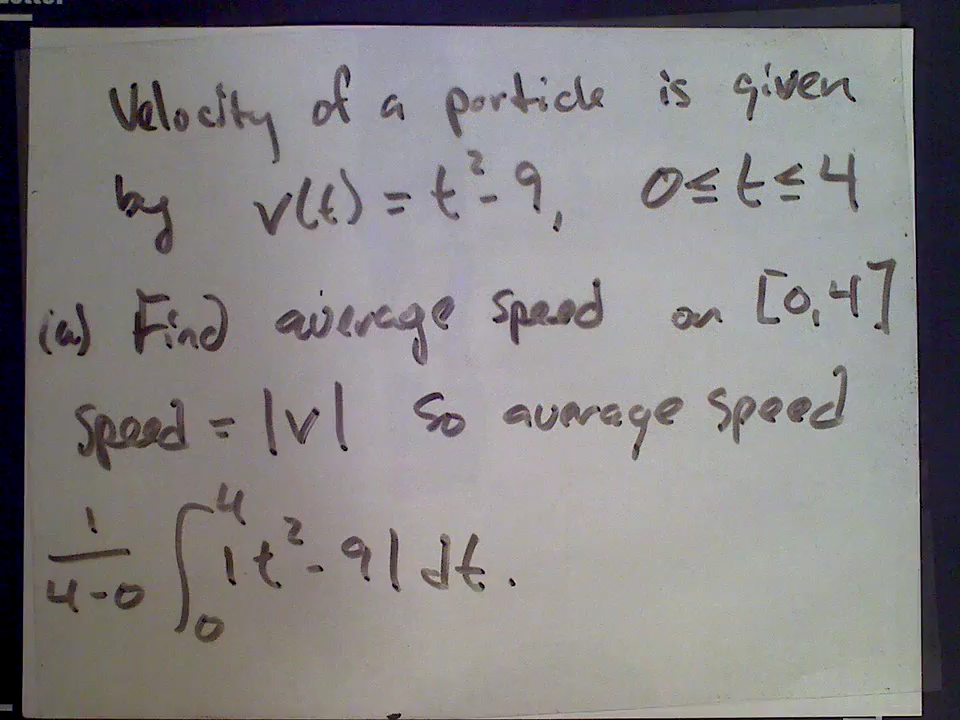 Velocity of a particle is given
by v(t) = t² - 9, 0 ≤ t ≤ 4
(a) Find average speed on [0,4]
Speed = |v| So average speed
1/(4-0) ∫₀⁴ |t² - 9| dt.